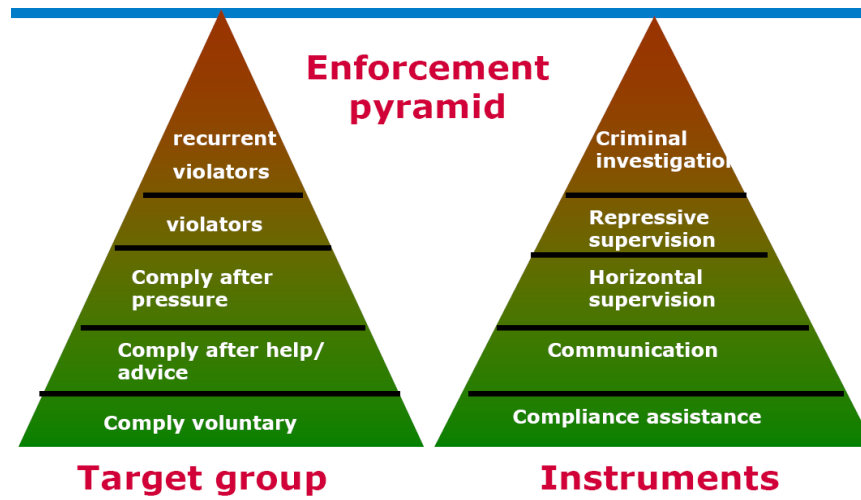 Enforcement
pyramid
recurrent
violators
violators
Comply after
pressure
Comply after help/
advice
Comply voluntary
Target group
Criminal
investigation
Repressive
supervision
Horizontal
supervision
Communication
Compliance assistance
Instruments